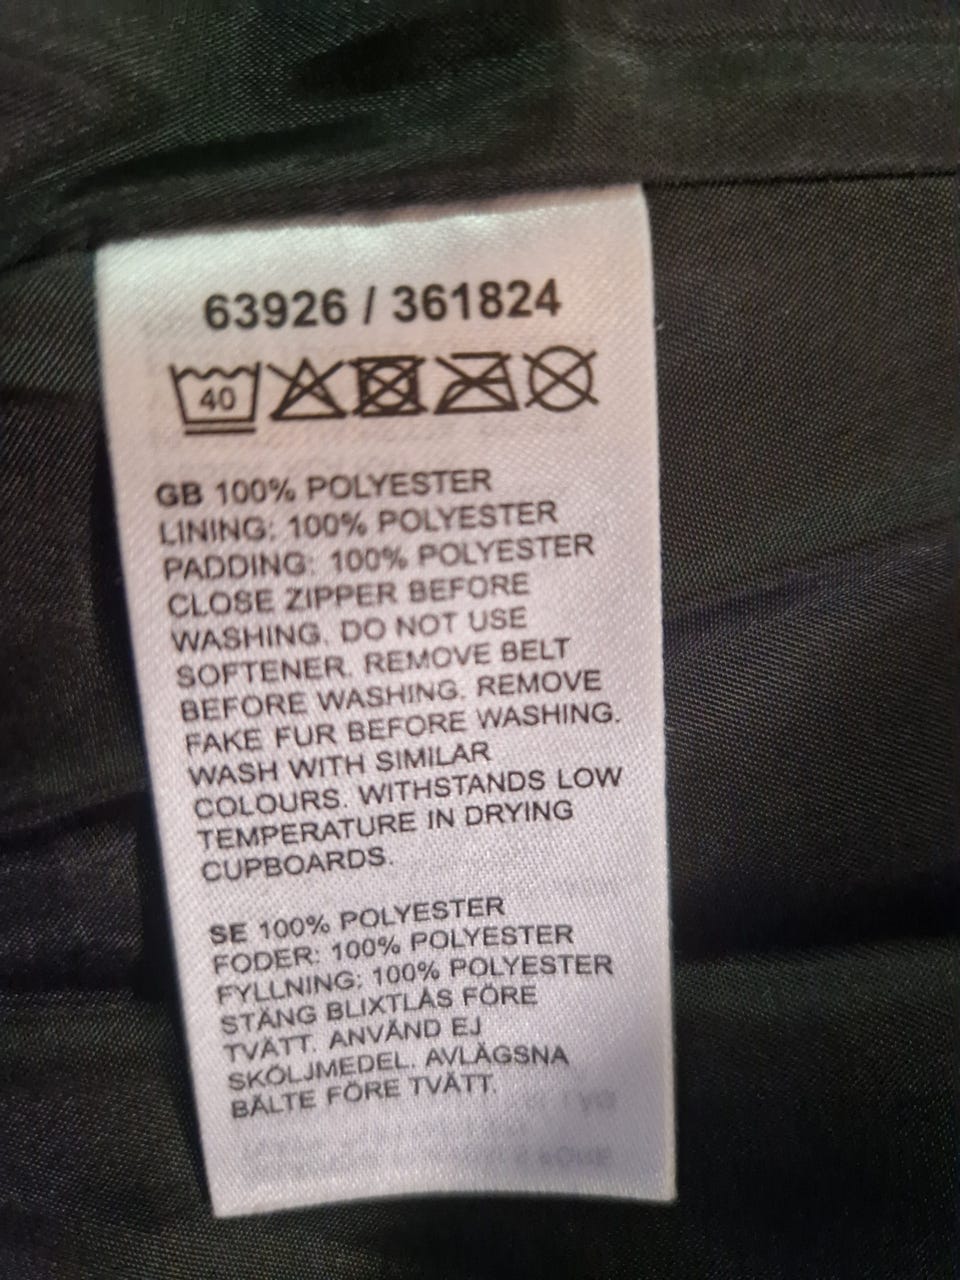 63926 / 361824
40
GB 100% POLYESTER
LINING: 100% POLYESTER
PADDING: 100% POLYESTER
CLOSE ZIPPER BEFORE
WASHING. DO NOT USE
SOFTENER. REMOVE BELT
BEFORE WASHING. REMOVE
FAKE FUR BEFORE WASHING.
WASH WITH SIMILAR
COLOURS. WITHSTANDS LOW
TEMPERATURE IN DRYING
CUPBOARDS.
SE 100% POLYESTER
FODER: 100% POLYESTER
FYLLNING: 100% POLYESTER
STÄNG BLIXTLÅS FÖRE
TVÄTT. ANVÄND EJ
SKÖLJMEDEL. AVLÄGSNA
BÄLTE FÖRE TVÄTT.